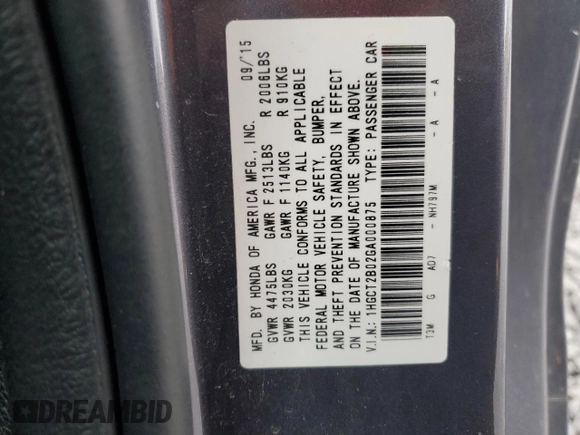 MFD. BY HONDA OF AMERICA MFG., INC. 09/'15
GVWR 4475LBS GAWR F 2513LBS R 2006LBS
GVWR 2030KG GAWR F 1140KG R 910KG
THIS VEHICLE CONFORMS TO ALL APPLICABLE
FEDERAL MOTOR VEHICLE SAFETY, BUMPER,
AND THEFT PREVENTION STANDARDS IN EFFECT
ON THE DATE OF MANUFACTURE SHOWN ABOVE.
V.I.N.: 1HGCT2B02GA000875 TYPE: PASSENGER CAR
T3M G A07 - NH797M - A - A
DREAMBID